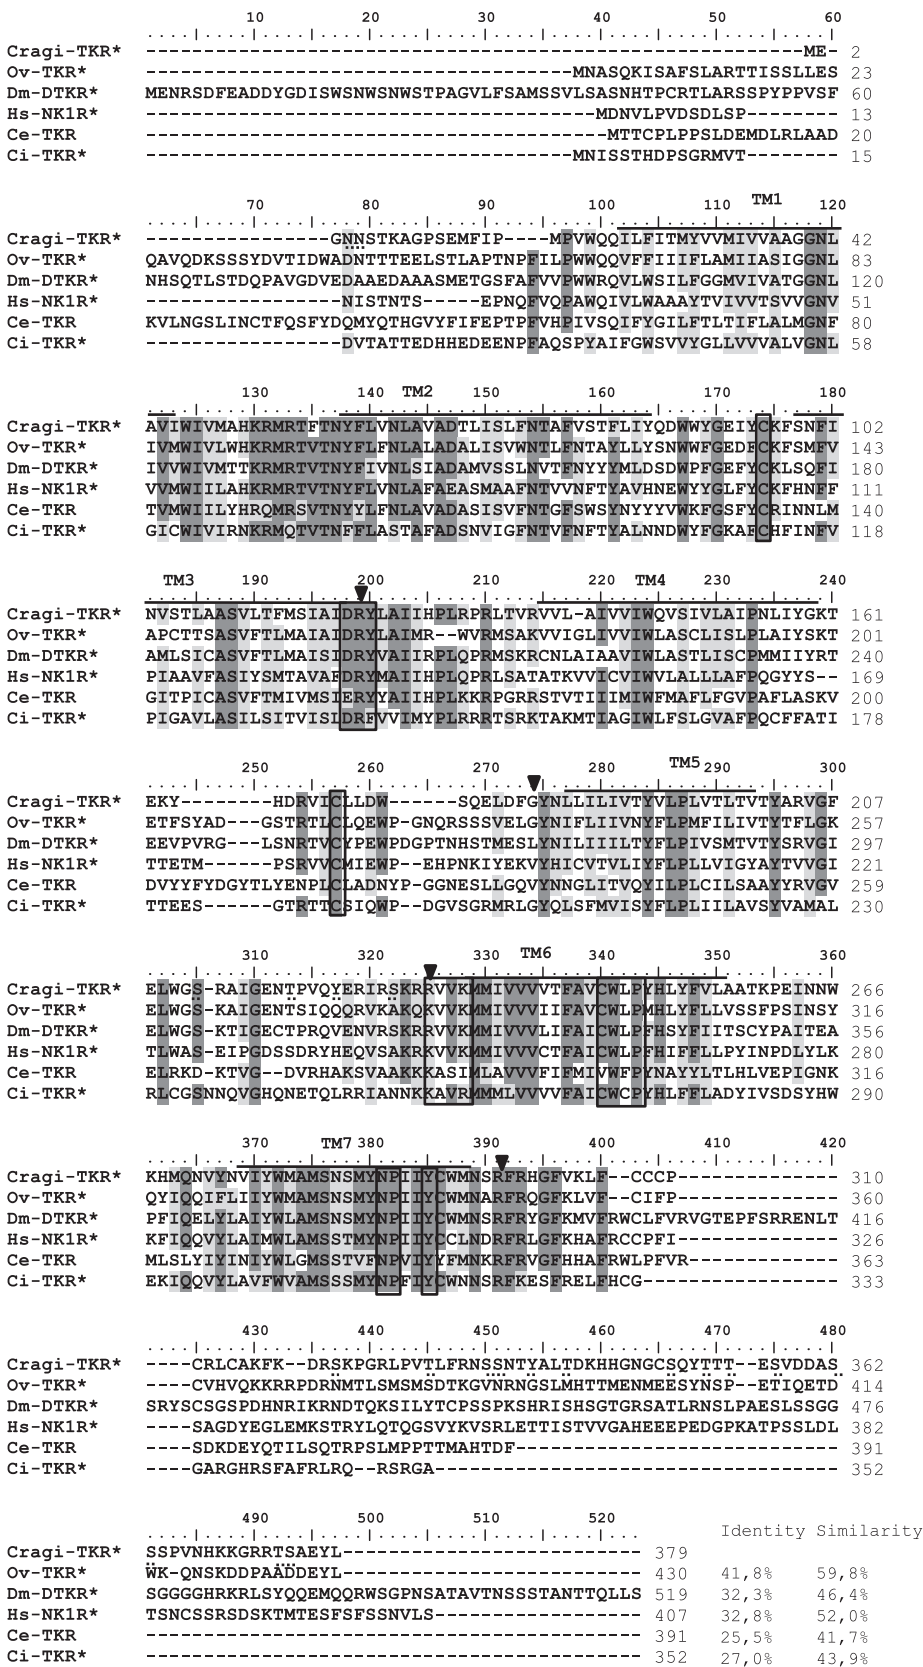 10 20 30 40 50 60
Cragi-TKR* ---------------------------------------------------------ME- 2
Ov-TKR* -------------------------------------MNASQKISAFSLARTTISSLLES 23
Dm-DTKR* MENRSDFEADDYGDISWSNWSNWSTPAGVLFSAMSSVLSASNHTPCRTLARSSPYPPVSF 60
Hs-NK1R* ---------------------------------------MDNVLPVDSDLSP-------- 13
Ce-TKR ----------------------------------------MTTCPLPPSLDEMDLRLAAD 20
Ci-TKR* -------------------------------------MNISSTHDPSGRMVT-------- 15
TM1
70 80 90 100 110 120
Cragi-TKR* ----------------GNNSTKAGPSEMFIP----MPVWQQILFITMYVVMIVVAAGGNL 42
Ov-TKR* QAVQDKSSSYDVTIDWADNTTTEELSTLAPTNPFILPWWQQVFFIIIFLAMIIASIGGNL 83
Dm-DTKR* NHSQTLSTDQPAVGDVEDAAEDAAASMETGSFAFVVPWWRQVLWSILFGGMVIVATGGNL 120
Hs-NK1R* -----------------NISTNTS-----EPNQFVQPAWQIVLWAAAYTVIVVTSVVGNV 51
Ce-TKR KVLNGSLINCTFQSFYDQMYQTHGVYFIFEPTPFVHPIVSQIFYGILFTLTIFLALMGNF 80
Ci-TKR* -----------------DVTATTEDHHEDEENPFAQSPYAIFGWSVVYGLLVVVALVGNL 58
TM2
130 140 150 160 170 180
Cragi-TKR* AVIWIVMAHKRMRTFTNYFLVNLAVADTLISLFNTAFVSTFLIYQDWWYGEIYCKFSNFI 102
Ov-TKR* IVMWIVLWHKRMRTVTNYFLFNLALADALISVWNTLFNTAYLLYSNWWFGEDFCKFSMFV 143
Dm-DTKR* IVVWIVMTTKRMRTVTNYFIVNLSIADAMVSSLNVTFNYYYMLDSDWPFGEFYCKLSQFI 180
Hs-NK1R* VVMWIILAHKRMRTVTNYFLVNLAFAEASMAAFNTVVNFTYAVHNEWYYGLFYCKFHNFF 111
Ce-TKR TVMWIILYHRQMRSVTNYYLFNLAVADASISVFNTGFSWSYNYYYVWKFGSFYCRINNLM 140
Ci-TKR* GICWIVIRNKRMQTVTNFFLASTAFADSNVIGFNTVFNFTYALNNDWYFGKAFCHFINFV 118
TM3 TM4
190 200 210 220 230 240
Cragi-TKR* NVSTLAASVLTFMSIAIDRYLAIIHPLRPRLTVRVVL-AIVVIWQVSIVLAIPNLIYGKT 161
Ov-TKR* APCTTSASVFTLMAIAIDRYLAIMR--WVRMSAKVVIGLIVVIWLASCLISLPLAIYSKT 201
Dm-DTKR* AMLSICASVFTLMAISIDRYVAIIRPLQPRMSKRCNLAIAAVIWLASTLISCPMMIIYRT 240
Hs-NK1R* PIAAVFASIYSMTAVAFDRYMAIIHPLQPRLSATATKVVICVIWVLALLLAFPQGYYS-- 169
Ce-TKR GITPICASVFTMIVMSIERYYAIIHPLKKRPGRRSTVTIIIMIWFMAFLFGVPAFLASKV 200
Ci-TKR* PIGAVLASILSITVISLDRFVVIMYPLRRRTSRKTAKMTIAGIWLFSLGVAFPQCFFATI 178
TM5
250 260 270 280 290 300
Cragi-TKR* EKY--------HDRVICLLDW------SQELDFGYNLLLILIVTYVLPLVTLTVTYARVGF 207
Ov-TKR* ETFSYAD----GSTRTLCLQEWP-GNQRSSSVELGYNIFLIIVNYFLPMFILIVTYTFLGK 257
Dm-DTKR* EEVPVRG---LSNRTVCYPEWPDGPTNHSTMESLYNILIIILTYFLPIVSMTVTYSRVGI 297
Hs-NK1R* TTETM-----PSRVVCMIEWP--EHPNKIYEKVYHICVTVLIYFLPLLVIGYAYTVVGI 221
Ce-TKR DVYYFYDGYTLYENPLCLADNYP-GGNESLLGQVYNNGLITVQYILPLCILSAAYYRVGV 259
Ci-TKR* TTEES-----GTRTTCSIQWP--DGVSGRMRLGYQLSFMVISYFLPLIILAVSYVAMAL 230
TM6
310 320 330 340 350 360
Cragi-TKR* ELWGS-RAIGENTPVQYERIRSKRRVVKMMIVVVTFAVCWLPYHLYFVLAATKPEINNW 266
Ov-TKR* ELWGS-KAIGENTSIQQQRVKAKQKVVKMMIVVVIIFAVCWLPMHLYFLLVSSFPSINSY 316
Dm-DTKR* ELWGS-KTIGECTPRQVENVRSKRRVVKMMIVVVLIFAICWLPFHSYFIITSCYPAITEA 356
Hs-NK1R* TLWAS-EIPGDSSDRYHEQVSAKRKVVKMMIVVVCTFAICWLPFHIFFLLPYINPDLYLK 280
Ce-TKR ELRKD-KTVG--DVRHAKSVAAKKKASIMLAVVVFIFMIVWFPYNAYYLTLHLVEPIGNK 316
Ci-TKR* RLCGSNNQVGHQNETQLRRIANNKKAVRMMMLVVVVFAICWCPYHLFFLADYIVSDSYHW 290
TM7
370 380 390 400 410 420
Cragi-TKR* KHMQNVYNVIYWMAMSNSMYNPIIYCWMNSRFRHGFVKLF--CCCP-------------- 310
Ov-TKR* QYIQQIFLIIYWMAMSNSMYNPIIYCWMNARFRQGFKLVF--CIFP-------------- 360
Dm-DTKR* PFIQELYLAIYWLAMSNSMYNPIIYCWMNSRFRYGFKMVFRWCLFVRVGTEPFSRRENLT 416
Hs-NK1R* KFIQQVYLAIMWLAMSSTMYNPIIYCCLNDRFRLGFKHAFRCCPFI-------------- 326
Ce-TKR MLSLYIYINIYWLGMSSTVFNPVIYYFMNKRFRVGFHHAFRWLPFVR------------- 363
Ci-TKR* EKIQQVYLAVFWVAMSSSMYNPFIYCWNNSRFKESFRELFHCG----------------- 333
430 440 450 460 470 480
Cragi-TKR* ----CRLCAKFK--DRSKPGRLPVTLFRNSSNTYALTDKHHGNGCSQYTTT--ESVDDAS 362
Ov-TKR* ----CVHVQKKRRPDRNMTLSMSMSDTKGVNRNGSLMHTTMENMEESYNSP--ETIQETD 414
Dm-DTKR* SRYSCSGSPDHNRIKRNDTQKSILYTCPSSPKSHRISHSGTGRSATLRNSLPAESLSSGG 476
Hs-NK1R* ----SAGDYEGLEMKSTRYLQTQGSVYKVSRLETTISTVVGAHEEEPEDGPKATPSSLDL 382
Ce-TKR ----SDKDEYQTILSQTRPSLMPPTTMAHTDF---------------------------- 391
Ci-TKR* ----GARGHRSFAFRLRQ--RSRGA----------------------------------- 352
490 500 510 520
Identity Similarity
Cragi-TKR* SSPVNHKKGRRTSAEYL-------------------------- 379
Ov-TKR* WK-QNSKDDPAADDEYL-------------------------- 430 41,8% 59,8%
Dm-DTKR* SGGGGHRKRLSYQQEMQQRWSGPNSATAVTNSSSTANTTQLLS 519 32,3% 46,4%
Hs-NK1R* TSNCSSRSDSKTMTESFSFSSNVLS------------------ 407 32,8% 52,0%
Ce-TKR ------------------------------------------- 391 25,5% 41,7%
Ci-TKR* ------------------------------------------- 352 27,0% 43,9%